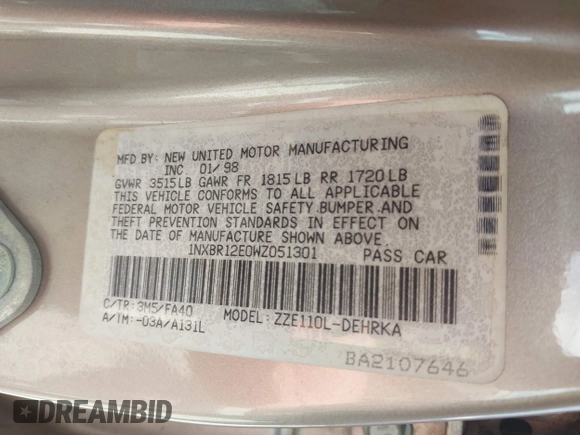 MFD BY: NEW UNITED MOTOR MANUFACTURING
INC 01/98
GVWR 3515LB GAWR FR 1815LB RR 1720LB
THIS VEHICLE CONFORMS TO ALL APPLICABLE
FEDERAL MOTOR VEHICLE SAFETY.BUMPER.AND
THEFT PREVENTION STANDARDS IN EFFECT ON
THE DATE OF MANUFACTURE SHOWN ABOVE.
1NXBR12E0WZ051301 PASS CAR
C/TR:3M5/FA40 MODEL:ZZE110L-DEHRKA
A/TM:-03A/A131L
BA2107646
DREAMBID